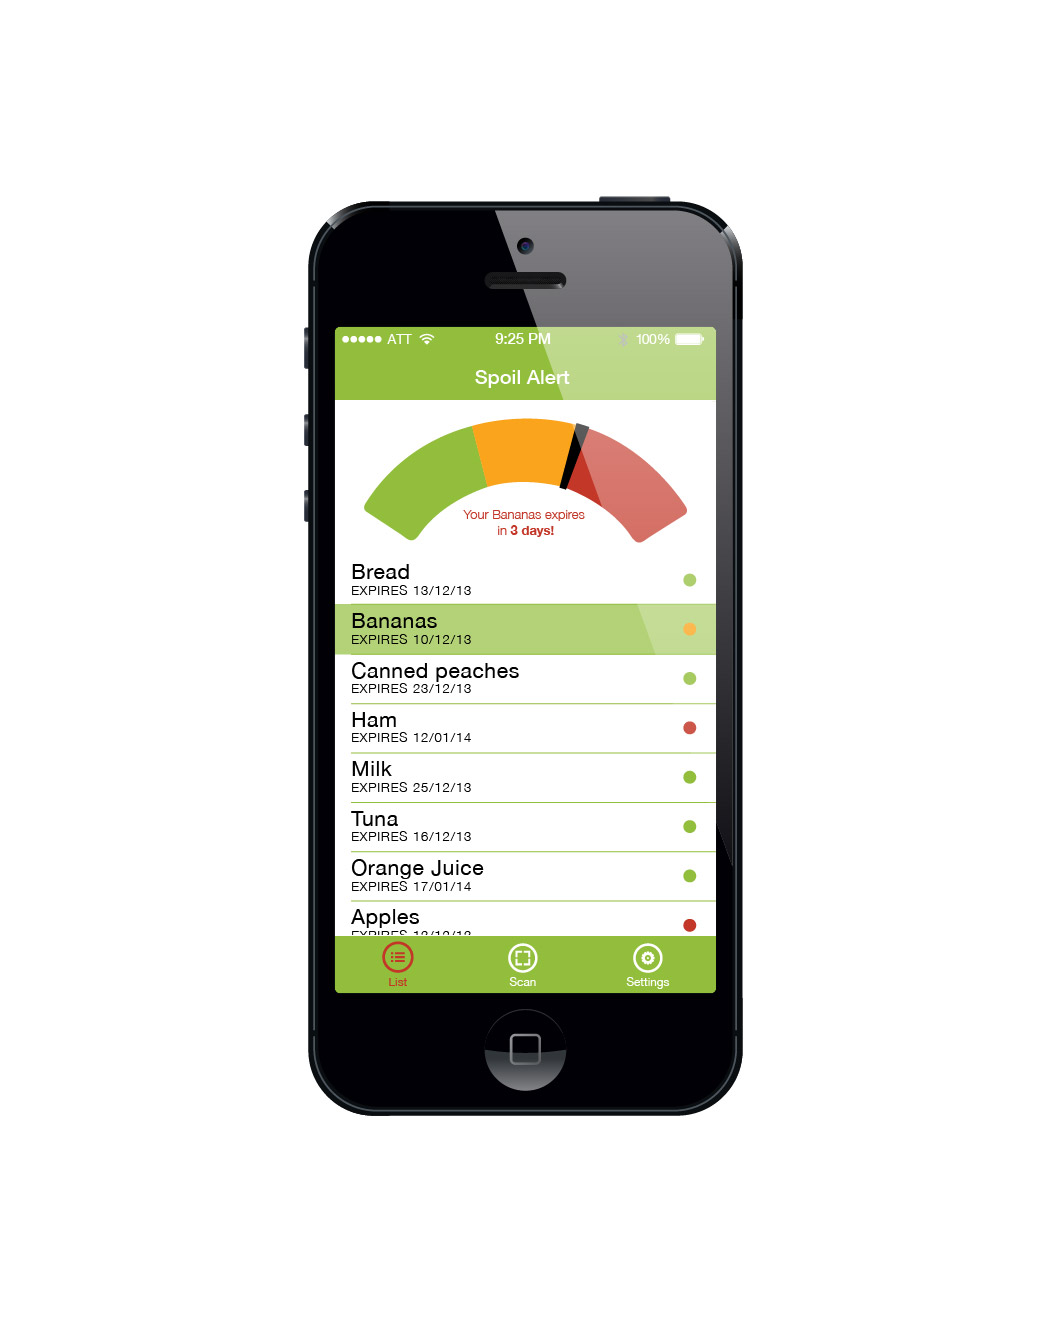 ATT 9:25 PM 100%
Spoil Alert
Your Bananas expires
in 3 days!
Bread
EXPIRES 13/12/13
Bananas
EXPIRES 10/12/13
Canned peaches
EXPIRES 23/12/13
Ham
EXPIRES 12/01/14
Milk
EXPIRES 25/12/13
Tuna
EXPIRES 16/12/13
Orange Juice
EXPIRES 17/01/14
Apples
EXPIRES
List Scan Settings